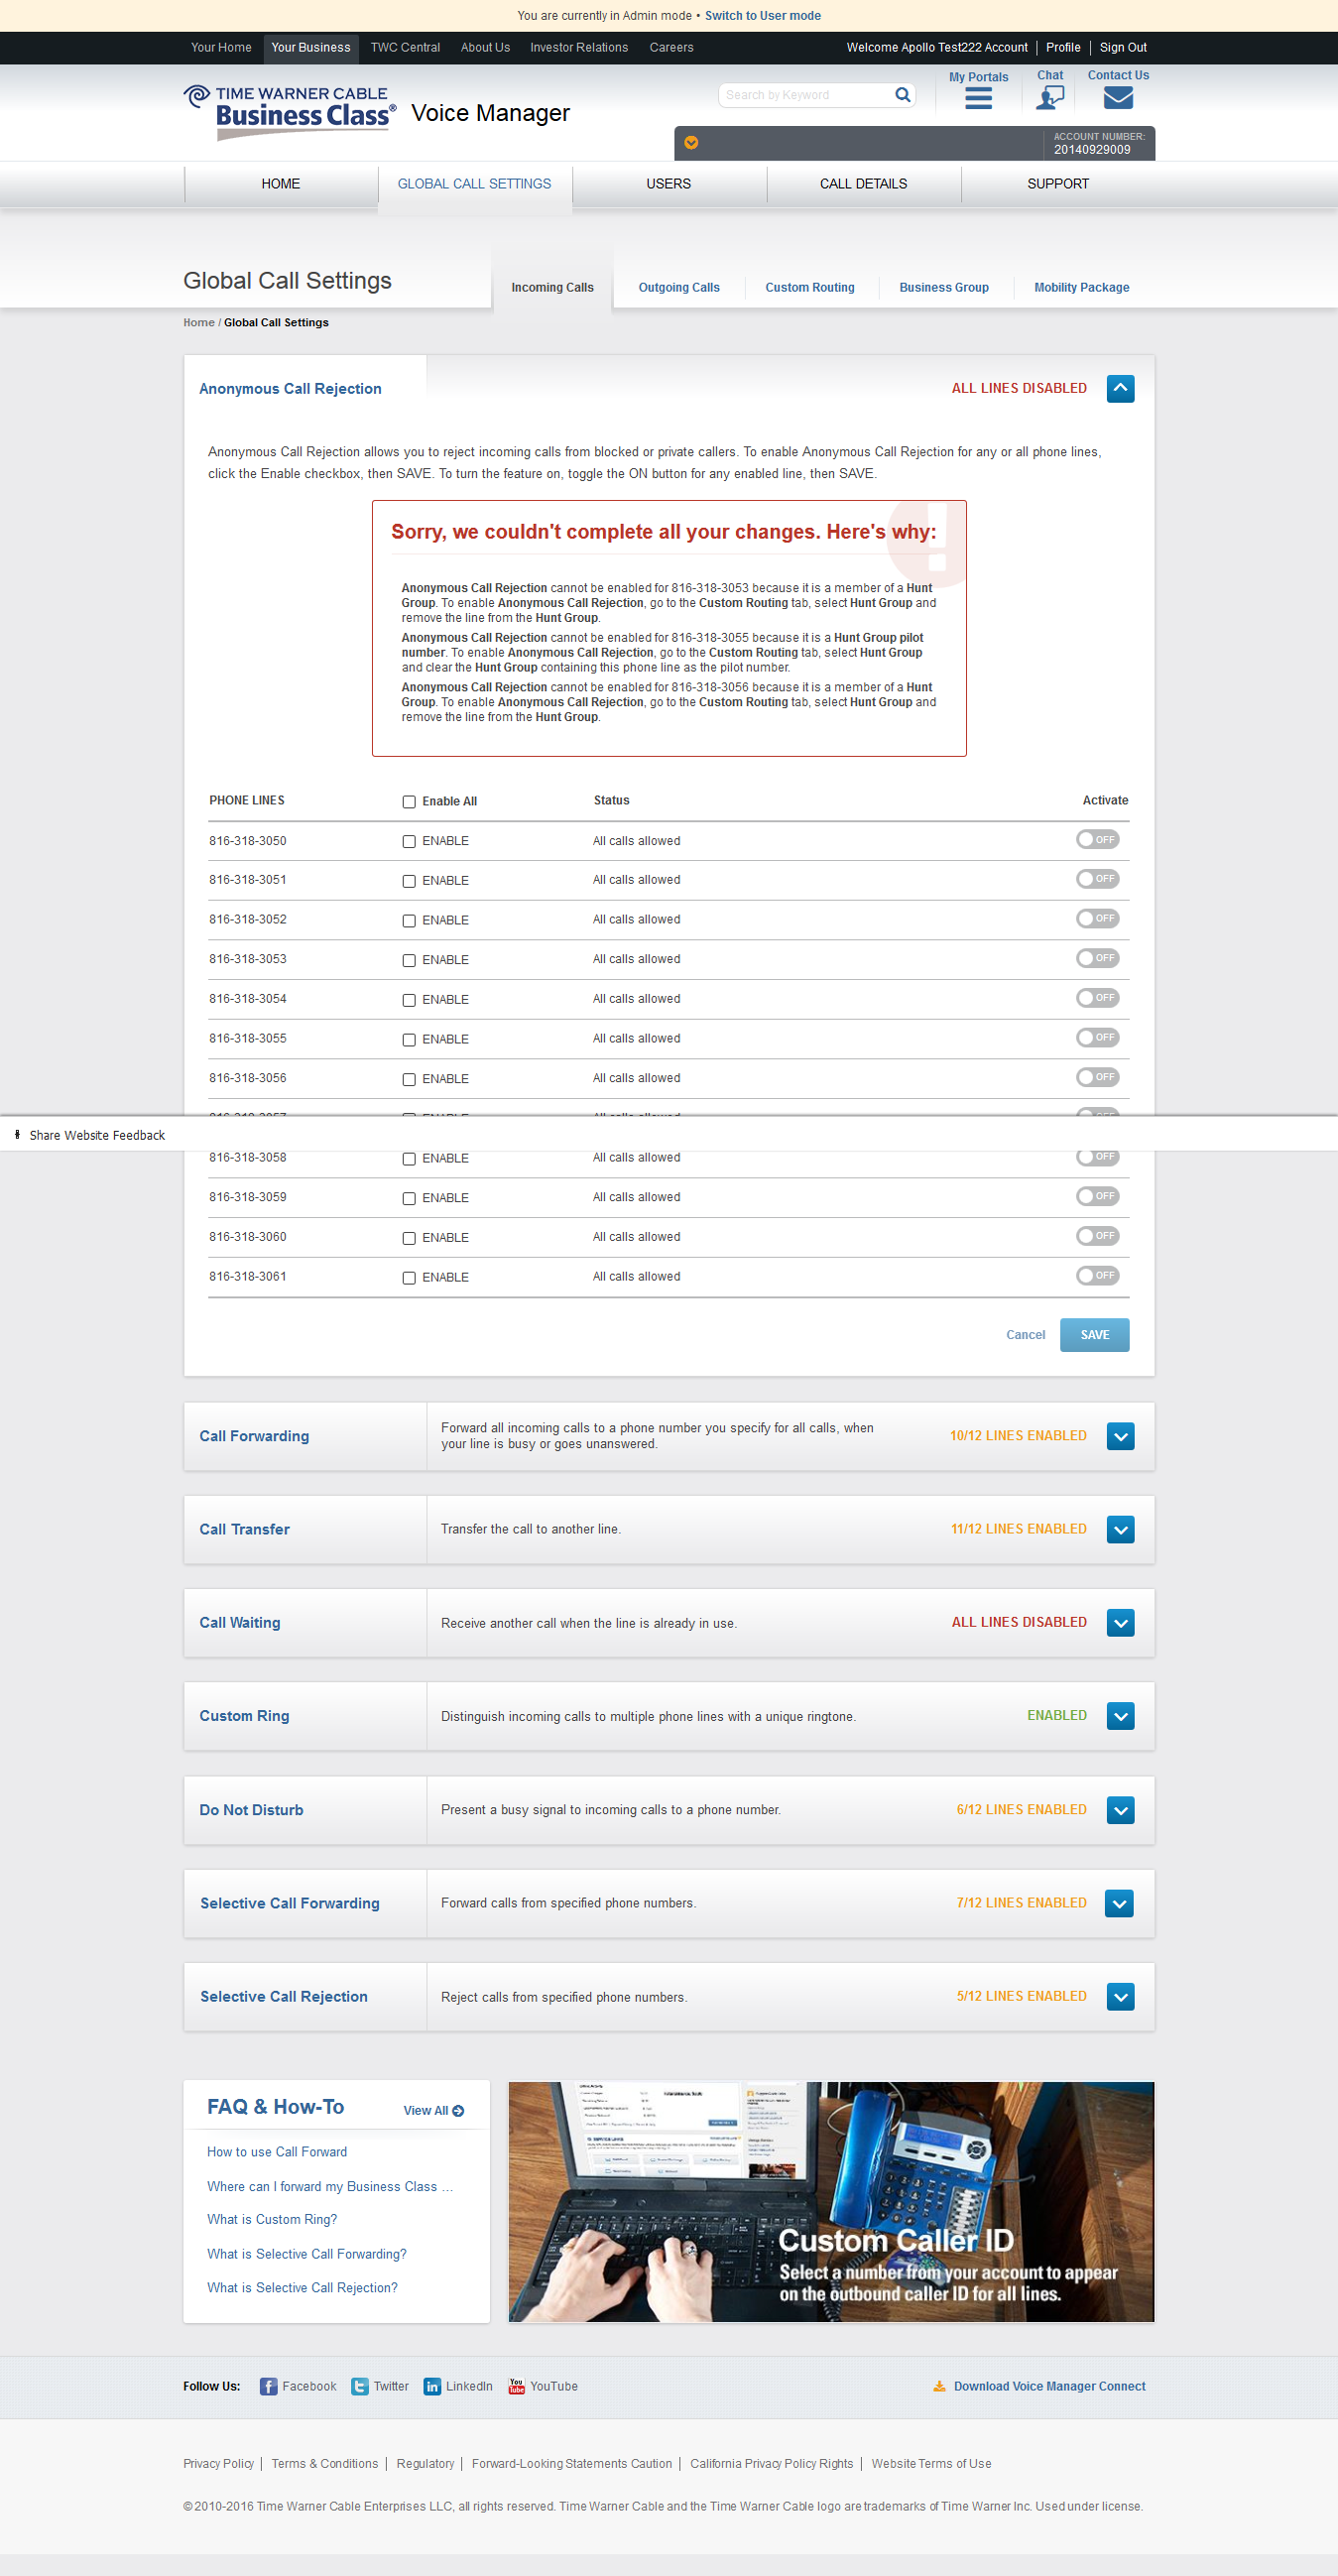 You are currently in Admin mode • Switch to User mode
Your Home Your Business TWC Central About Us Investor Relations Careers Welcome Apollo Test222 Account Profile Sign Out
My Portals Chat Contact Us
TIME WARNER CABLE
Business Class®
Voice Manager
Search by Keyword
ACCOUNT NUMBER:
20140929009
HOME GLOBAL CALL SETTINGS USERS CALL DETAILS SUPPORT
Global Call Settings
Incoming Calls Outgoing Calls Custom Routing Business Group Mobility Package
Home / Global Call Settings
Anonymous Call Rejection ALL LINES DISABLED
Anonymous Call Rejection allows you to reject incoming calls from blocked or private callers. To enable Anonymous Call Rejection for any or all phone lines,
click the Enable checkbox, then SAVE. To turn the feature on, toggle the ON button for any enabled line, then SAVE.
Sorry, we couldn't complete all your changes. Here's why:
Anonymous Call Rejection cannot be enabled for 816-318-3053 because it is a member of a Hunt
Group. To enable Anonymous Call Rejection, go to the Custom Routing tab, select Hunt Group and
remove the line from the Hunt Group.
Anonymous Call Rejection cannot be enabled for 816-318-3055 because it is a Hunt Group pilot
number. To enable Anonymous Call Rejection, go to the Custom Routing tab, select Hunt Group
and clear the Hunt Group containing this phone line as the pilot number.
Anonymous Call Rejection cannot be enabled for 816-318-3056 because it is a member of a Hunt
Group. To enable Anonymous Call Rejection, go to the Custom Routing tab, select Hunt Group and
remove the line from the Hunt Group.
PHONE LINES Enable All Status Activate
816-318-3050 ENABLE All calls allowed OFF
816-318-3051 ENABLE All calls allowed OFF
816-318-3052 ENABLE All calls allowed OFF
816-318-3053 ENABLE All calls allowed OFF
816-318-3054 ENABLE All calls allowed OFF
816-318-3055 ENABLE All calls allowed OFF
816-318-3056 ENABLE All calls allowed OFF
816-318-3057 ENABLE All calls allowed OFF
Share Website Feedback
816-318-3058 ENABLE All calls allowed OFF
816-318-3059 ENABLE All calls allowed OFF
816-318-3060 ENABLE All calls allowed OFF
816-318-3061 ENABLE All calls allowed OFF
Cancel SAVE
Call Forwarding
Forward all incoming calls to a phone number you specify for all calls, when
your line is busy or goes unanswered.
10/12 LINES ENABLED
Call Transfer Transfer the call to another line. 11/12 LINES ENABLED
Call Waiting Receive another call when the line is already in use. ALL LINES DISABLED
Custom Ring Distinguish incoming calls to multiple phone lines with a unique ringtone. ENABLED
Do Not Disturb Present a busy signal to incoming calls to a phone number. 6/12 LINES ENABLED
Selective Call Forwarding Forward calls from specified phone numbers. 7/12 LINES ENABLED
Selective Call Rejection Reject calls from specified phone numbers. 5/12 LINES ENABLED
FAQ & How-To View All
How to use Call Forward
Where can I forward my Business Class ...
What is Custom Ring?
What is Selective Call Forwarding?
What is Selective Call Rejection?
Custom Caller ID
Select a number from your account to appear
on the outbound caller ID for all lines.
Follow Us: Facebook Twitter LinkedIn YouTube Download Voice Manager Connect
Privacy Policy Terms & Conditions Regulatory Forward-Looking Statements Caution California Privacy Policy Rights Website Terms of Use
© 2010-2016 Time Warner Cable Enterprises LLC, all rights reserved. Time Warner Cable and the Time Warner Cable logo are trademarks of Time Warner Inc. Used under license.